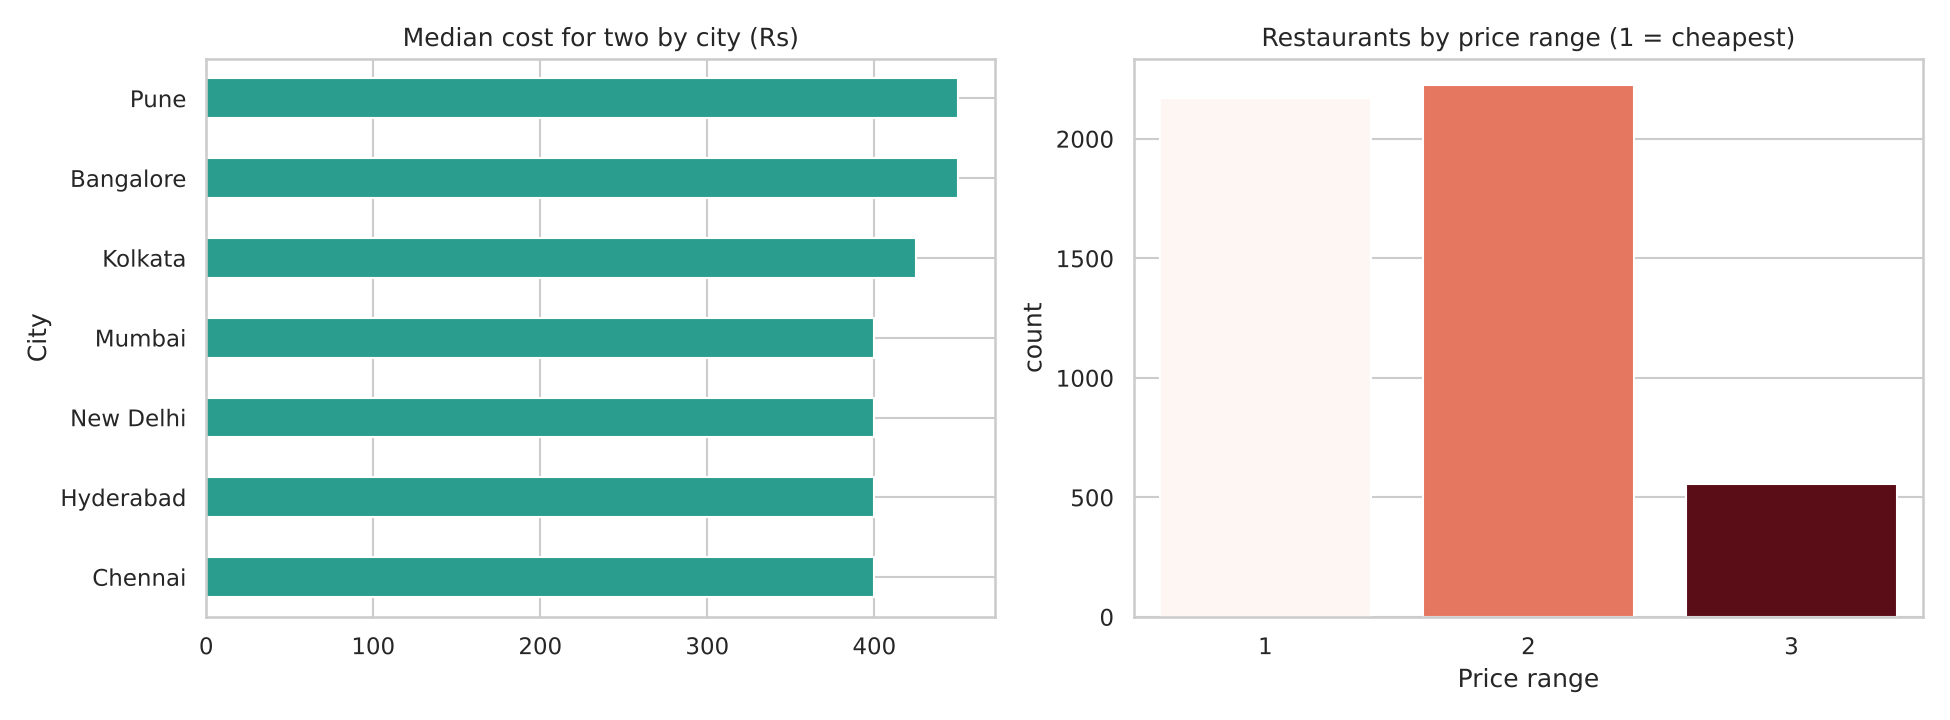 Median cost for two by city (Rs)
City
Pune
Bangalore
Kolkata
Mumbai
New Delhi
Hyderabad
Chennai
0 100 200 300 400
Restaurants by price range (1 = cheapest)
count
2000
1500
1000
500
0
1 2 3
Price range